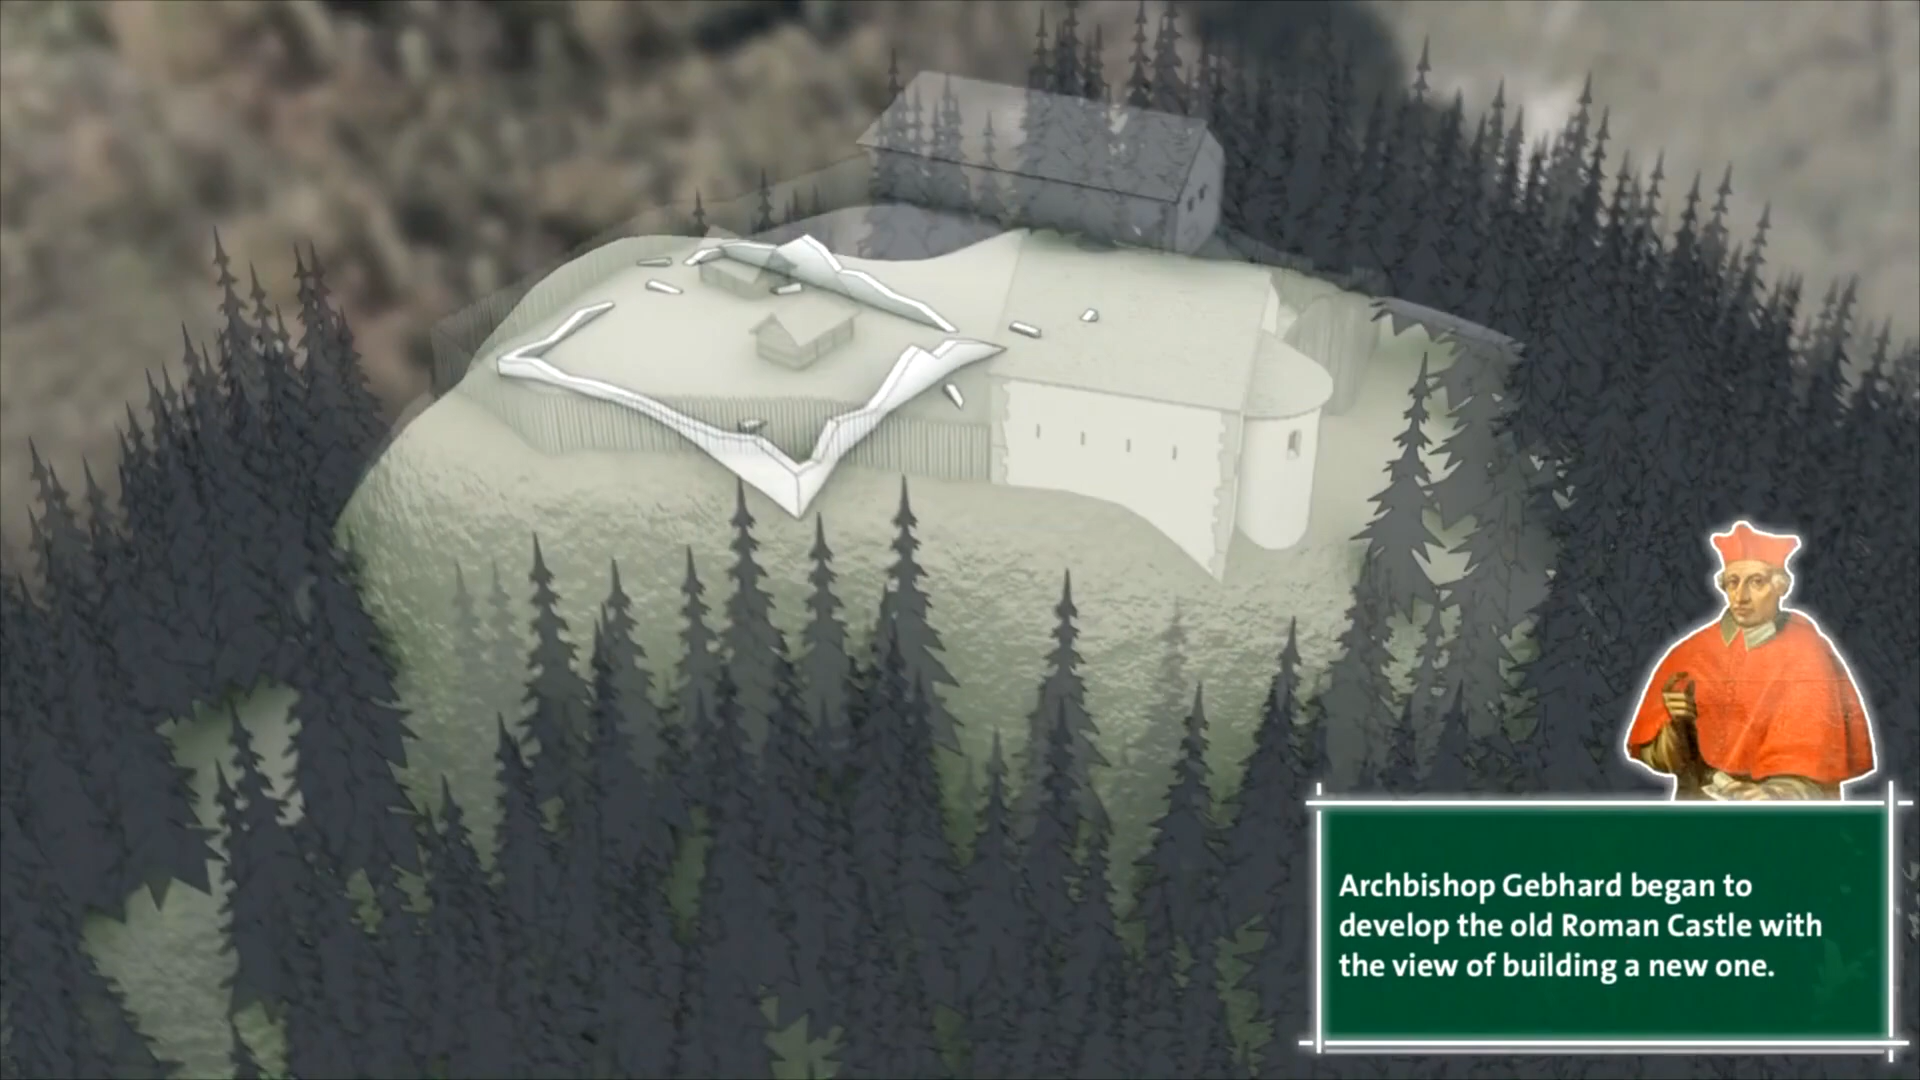 Archbishop Gebhard began to
develop the old Roman Castle with
the view of building a new one.